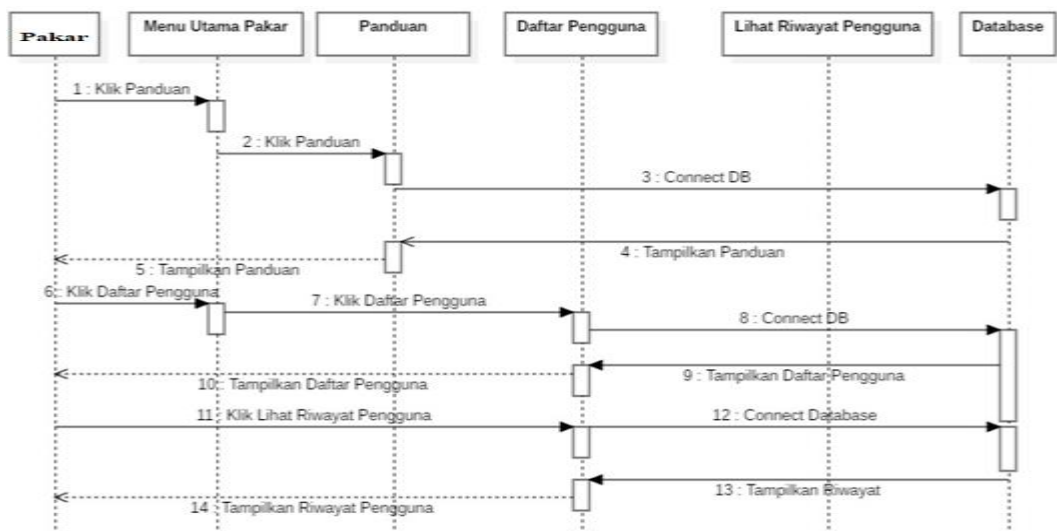 Pakar
Menu Utama Pakar
Panduan
Daftar Pengguna
Lihat Riwayat Pengguna
Database
1 : Klik Panduan
2 : Klik Panduan
3 : Connect DB
4 : Tampilkan Panduan
5 : Tampilkan Panduan
6 : Klik Daftar Pengguna
7 : Klik Daftar Pengguna
8 : Connect DB
9 : Tampilkan Daftar Pengguna
10 : Tampilkan Daftar Pengguna
11 : Klik Lihat Riwayat Pengguna
12 : Connect Database
13 : Tampilkan Riwayat
14 : Tampilkan Riwayat Pengguna